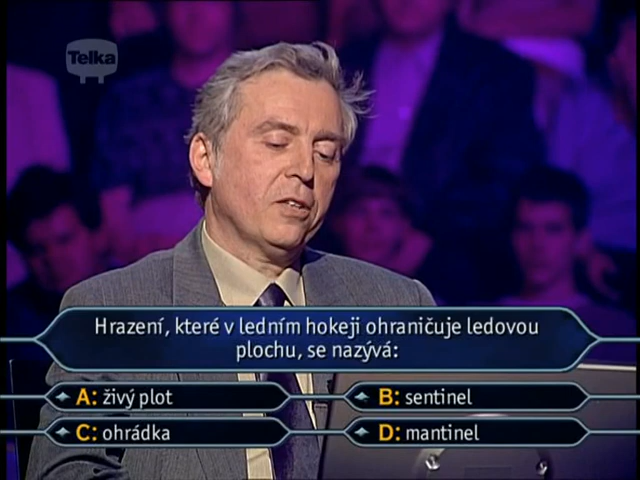 Telka
Hrazení, které v ledním hokeji ohraničuje ledovou
plochu, se nazývá:
A: živý plot
B: sentinel
C: ohrádka
D: mantinel